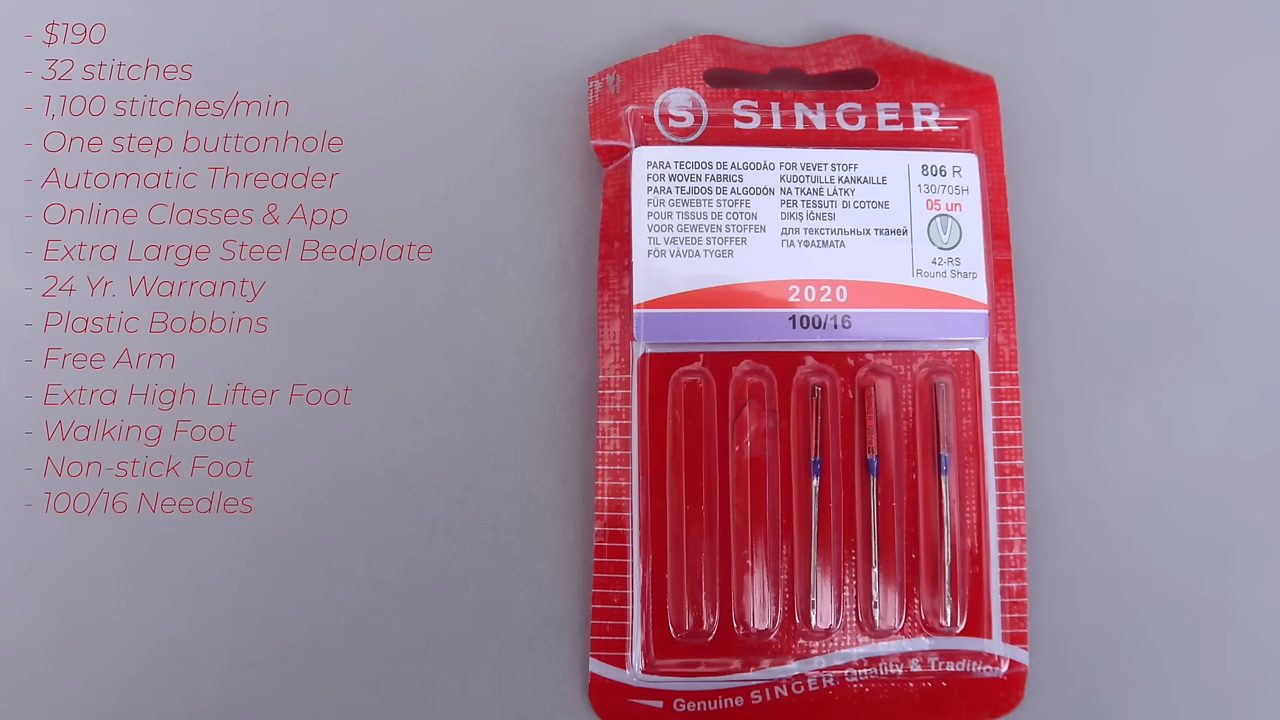 - $190
- 32 stitches
- 1,100 stitches/min
- One step buttonhole
- Automatic Threader
- Online Classes & App
- Extra Large Steel Bedplate
- 24 Yr. Warranty
- Plastic Bobbins
- Free Arm
- Extra High Lifter Foot
- Walking Foot
- Non-stick Foot
- 100/16 Needles
S SINGER
PARA TECIDOS DE ALGODÃO
FOR WOVEN FABRICS
PARA TEJIDOS DE ALGODÓN
FÜR GEWEBTE STOFFE
POUR TISSUS DE COTON
VOOR GEWEVEN STOFFEN
TIL VÆVEDE STOFFER
FÖR VÄVDA TYGER
FOR VEVET STOFF
KUDOTUILLE KANKAILLE
NA TKANÉ LÁTKY
PER TESSUTI DI COTONE
DIKIŞ İĞNESI
для текстильных тканей
ΓΙΑ ΥΦΑΣΜΑΤΑ
806 R
130/705H
05 un
42-RS
Round Sharp
2020
100/16
Genuine SINGER Quality & Tradition